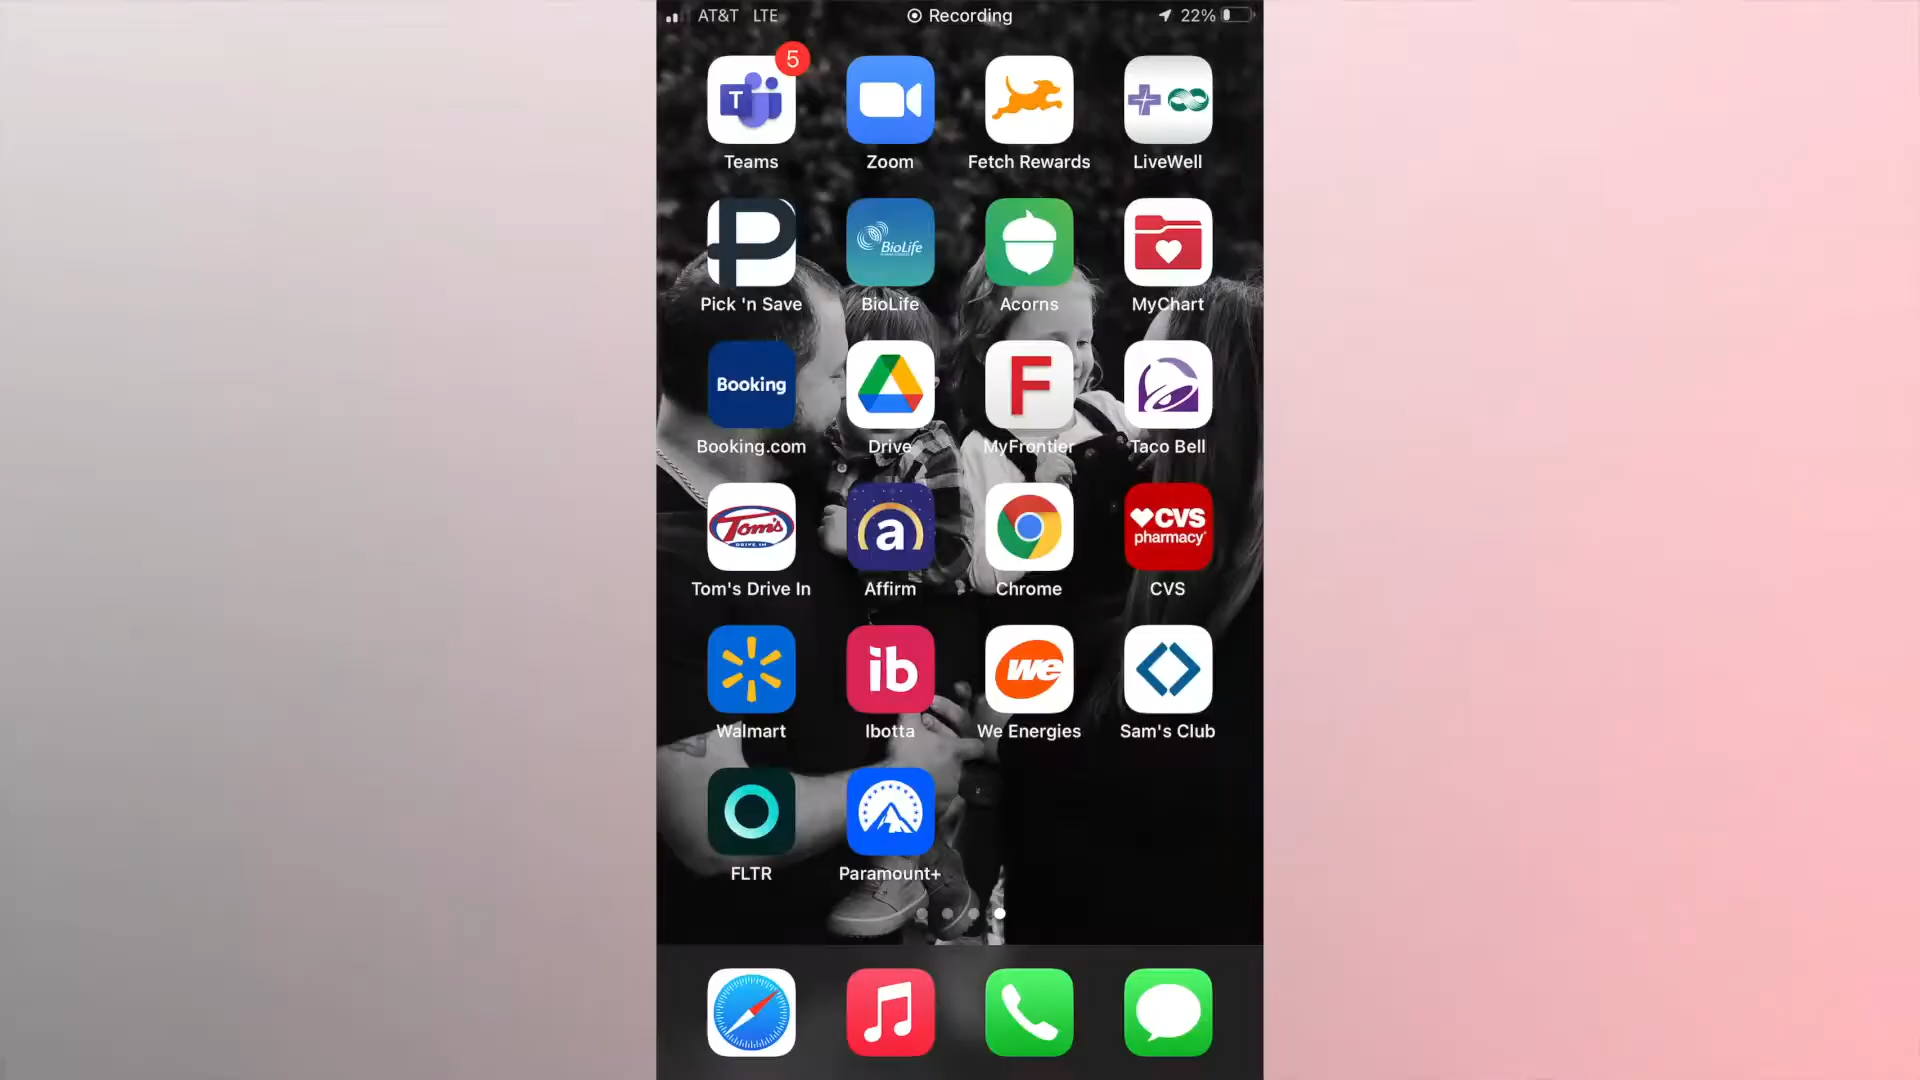 AT&T LTE Recording 22%
5
T
Teams Zoom Fetch Rewards LiveWell
P BioLife
Pick 'n Save BioLife Acorns MyChart
Booking F
Booking.com Drive MyFrontier Taco Bell
Tom's DRIVE IN a CVS pharmacy
Tom's Drive In Affirm Chrome CVS
ib we
Walmart Ibotta We Energies Sam's Club
FLTR Paramount+